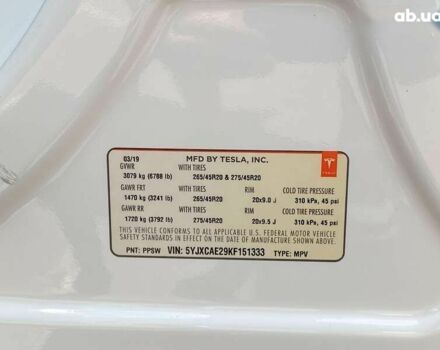 ab.ua
03/19 MFD BY TESLA, INC.
GVWR WITH TIRES
3079 kg (6788 lb) 265/45R20 & 275/45R20
TESLA
GAWR FRT WITH TIRES RIM COLD TIRE PRESSURE
1470 kg (3241 lb) 265/45R20 20x9.0 J 310 kPa, 45 psi
GAWR RR WITH TIRES RIM COLD TIRE PRESSURE
1720 kg (3792 lb) 275/45R20 20x9.5 J 310 kPa, 45 psi
THIS VEHICLE CONFORMS TO ALL APPLICABLE U.S. FEDERAL MOTOR VEHICLE
SAFETY STANDARDS IN EFFECT ON THE DATE OF MANUFACTURE SHOWN ABOVE.
PNT: PPSW VIN: 5YJXCAE29KF151333 TYPE: MPV